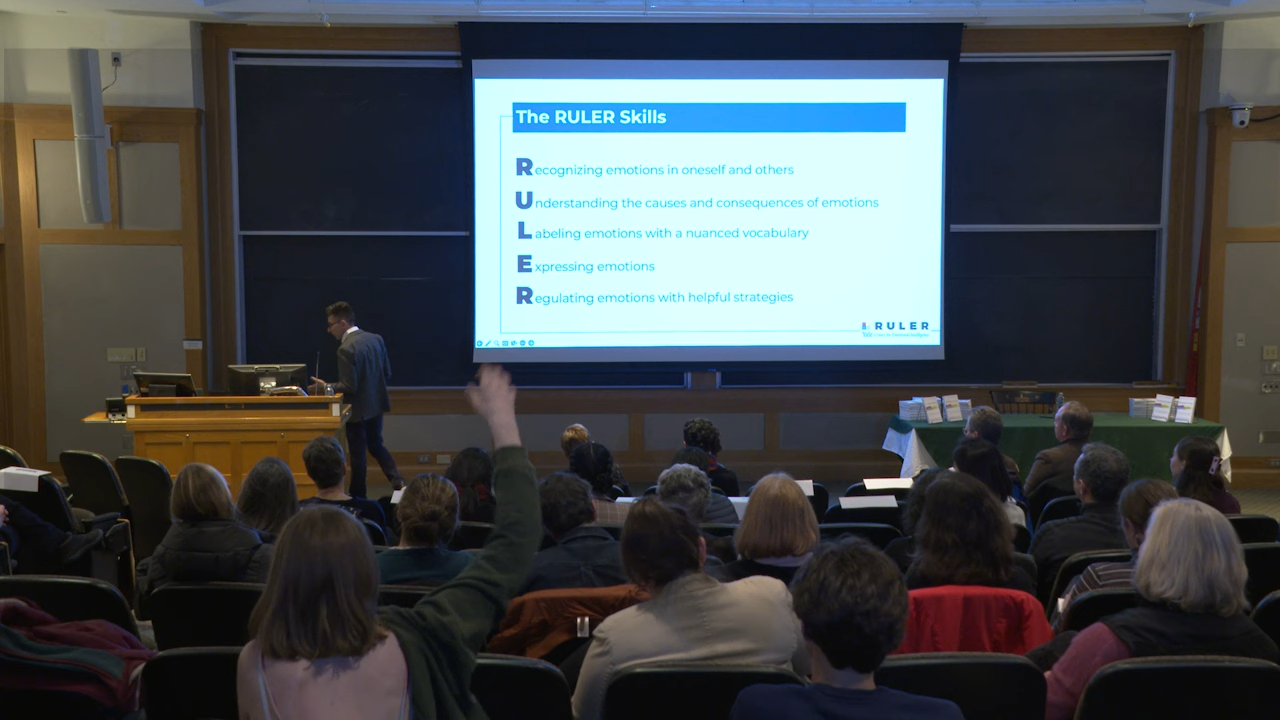 The RULER Skills
Recognizing emotions in oneself and others
Understanding the causes and consequences of emotions
Labeling emotions with a nuanced vocabulary
Expressing emotions
Regulating emotions with helpful strategies
RULER